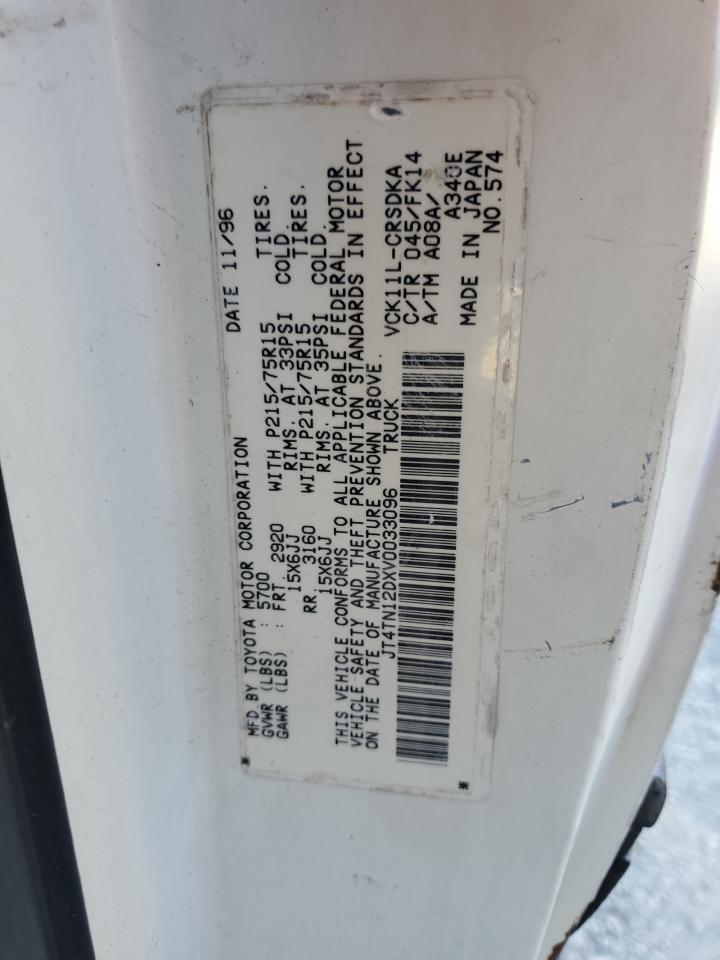 MFD. BY TOYOTA MOTOR CORPORATION DATE 11/96
GVWR (LBS) : 5700
GAWR (LBS) : FRT. 2920 WITH P215/75R15 TIRES.
15X6JJ RIMS. AT 33PSI COLD.
RR. 3160 WITH P215/75R15 TIRES.
15X6JJ RIMS. AT 35PSI COLD.
THIS VEHICLE CONFORMS TO ALL APPLICABLE FEDERAL MOTOR
VEHICLE SAFETY AND THEFT PREVENTION STANDARDS IN EFFECT
ON THE DATE OF MANUFACTURE SHOWN ABOVE.
JT4TN12DXV0033096 TRUCK
VCK11L-CRSDKA
C/TR 045/FK14
A/TM A08A/
A340E
MADE IN JAPAN
NO.574